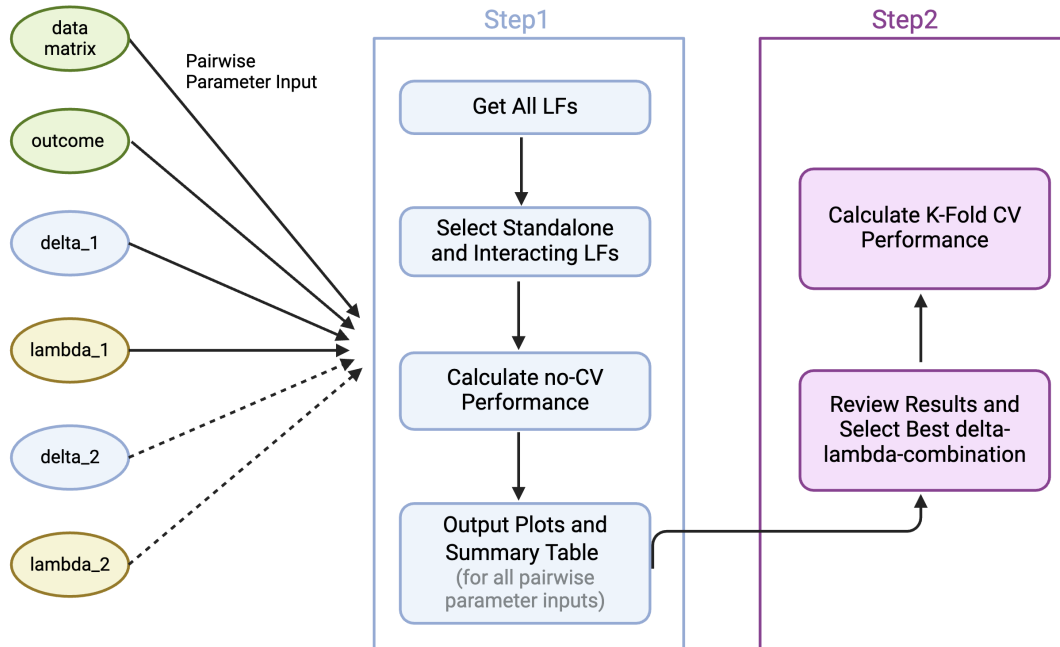 data
matrix
outcome
delta_1
lambda_1
delta_2
lambda_2
Pairwise
Parameter Input
Step1
Get All LFs
Select Standalone
and Interacting LFs
Calculate no-CV
Performance
Output Plots and
Summary Table
(for all pairwise
parameter inputs)
Step2
Calculate K-Fold CV
Performance
Review Results and
Select Best delta-
lambda-combination